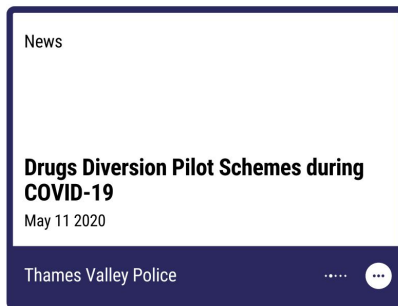 News
Drugs Diversion Pilot Schemes during
COVID-19
May 11 2020
Thames Valley Police